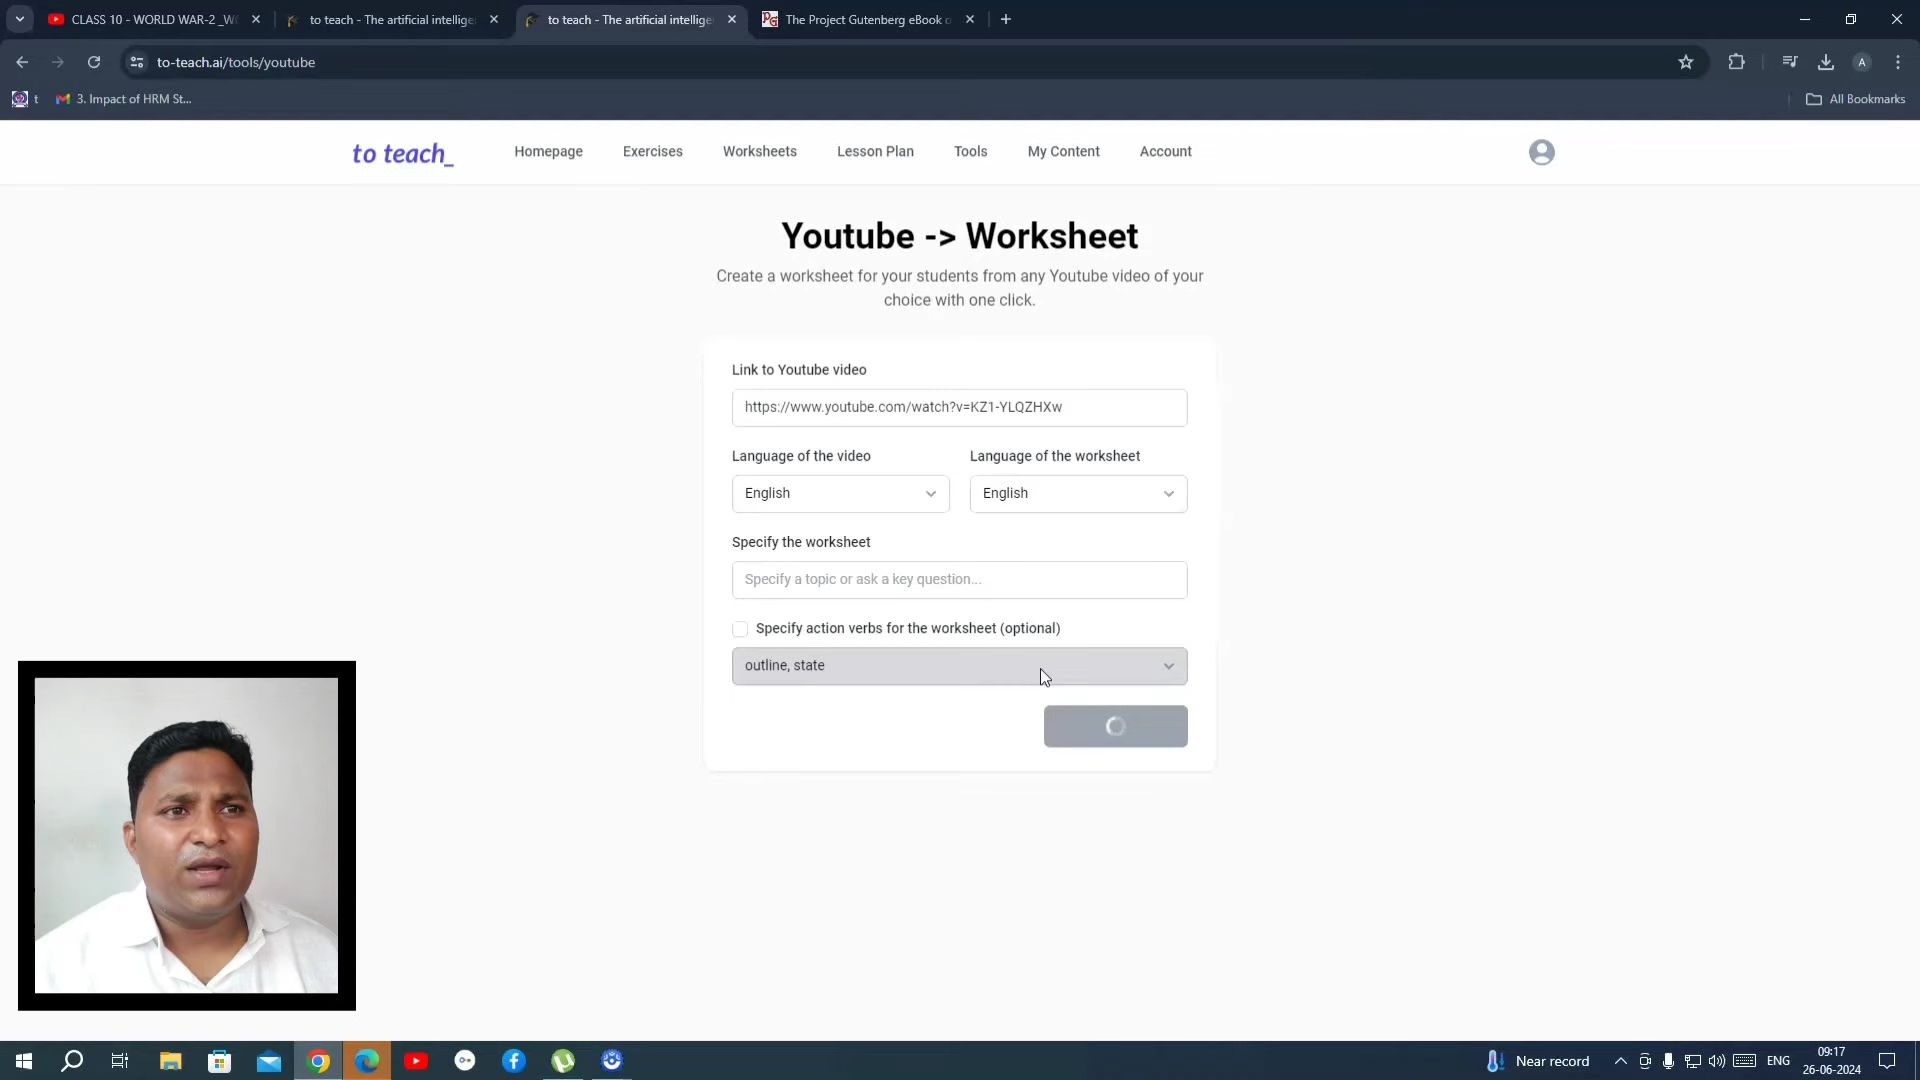 CLASS 10 - WORLD WAR-2 _W
to teach - The artificial intellige
to teach - The artificial intellige
The Project Gutenberg eBook o
to-teach.ai/tools/youtube
t
3. Impact of HRM St...
All Bookmarks
A
to teach_
Homepage
Exercises
Worksheets
Lesson Plan
Tools
My Content
Account
Youtube -> Worksheet
Create a worksheet for your students from any Youtube video of your
choice with one click.
Link to Youtube video
https://www.youtube.com/watch?v=KZ1-YLQZHXw
Language of the video
Language of the worksheet
English
English
Specify the worksheet
Specify a topic or ask a key question...
Specify action verbs for the worksheet (optional)
outline, state
Near record
ENG
09:17
26-06-2024